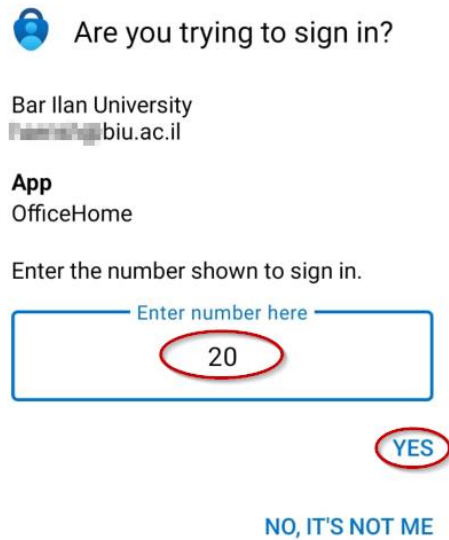 Are you trying to sign in?
Bar Ilan University
@biu.ac.il
App
OfficeHome
Enter the number shown to sign in.
Enter number here
20
YES
NO, IT'S NOT ME